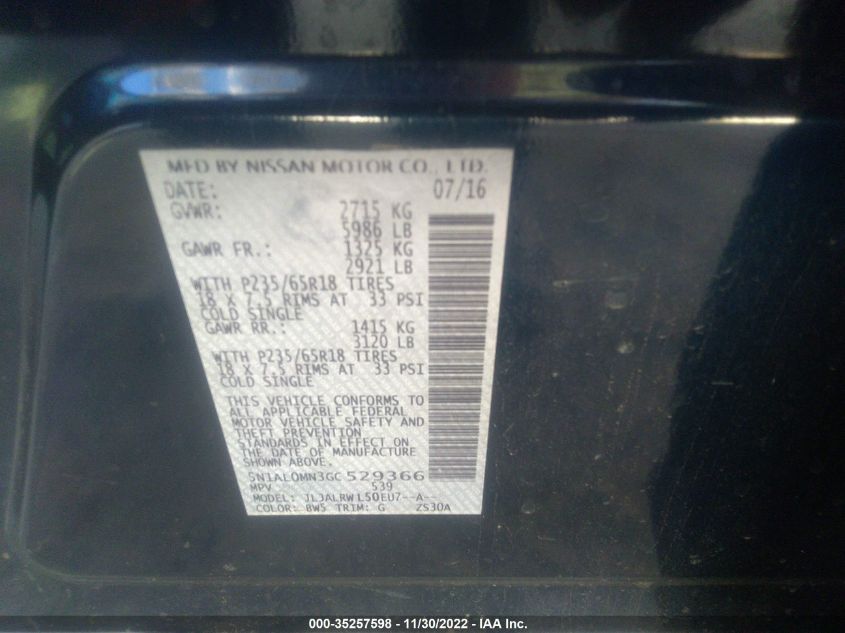 MFD BY NISSAN MOTOR CO., LTD.
DATE: 07/16
GVWR: 2715 KG
5986 LB
GAWR FR.: 1325 KG
2921 LB
WITH P235/65R18 TIRES
18 X 7.5 RIMS AT 33 PSI
COLD SINGLE
GAWR RR.: 1415 KG
3120 LB
WITH P235/65R18 TIRES
18 X 7.5 RIMS AT 33 PSI
COLD SINGLE
THIS VEHICLE CONFORMS TO
ALL APPLICABLE FEDERAL
MOTOR VEHICLE SAFETY AND
THEFT PREVENTION
STANDARDS IN EFFECT ON
THE DATE OF MANUFACTURE
SHOWN ABOVE.
5N1AL0MN3GC529366
MPV 539
MODEL: JLJALRWL50EU7--A--
COLOR: BW5 TRIM: G ZS30A
000-35257598 - 11/30/2022 - IAA Inc.